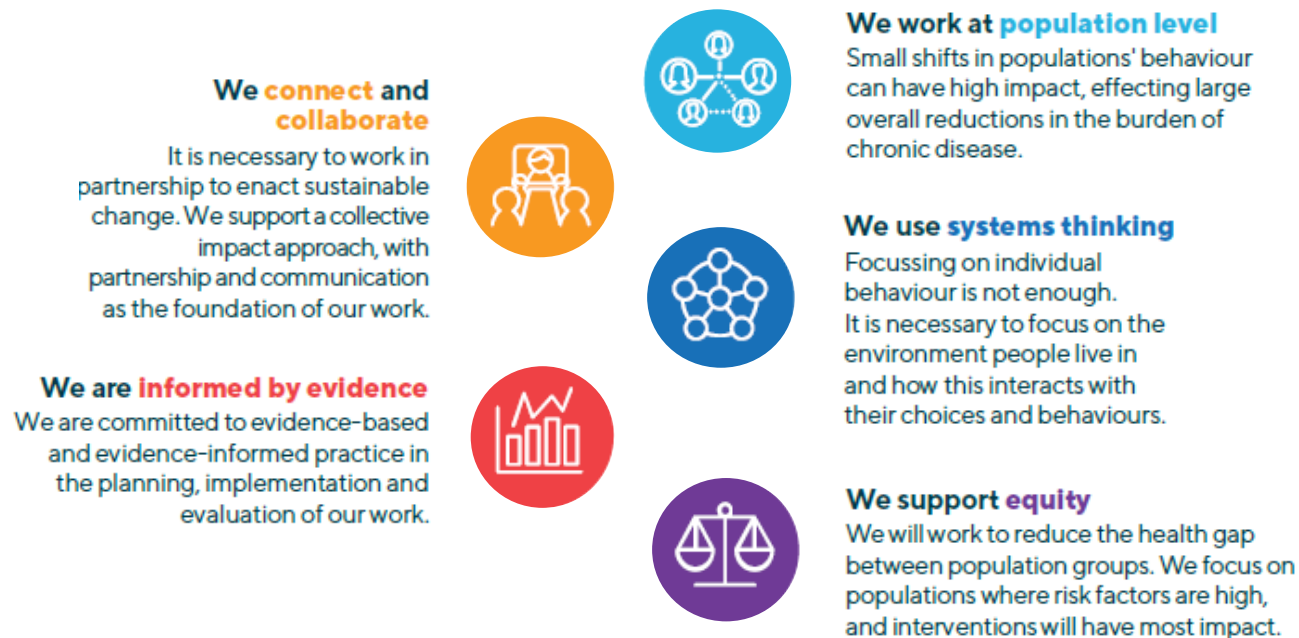 We connect and
collaborate
It is necessary to work in
partnership to enact sustainable
change. We support a collective
impact approach, with
partnership and communication
as the foundation of our work.
We are informed by evidence
We are committed to evidence-based
and evidence-informed practice in
the planning, implementation and
evaluation of our work.
We work at population level
Small shifts in populations' behaviour
can have high impact, effecting large
overall reductions in the burden of
chronic disease.
We use systems thinking
Focussing on individual
behaviour is not enough.
It is necessary to focus on the
environment people live in
and how this interacts with
their choices and behaviours.
We support equity
We will work to reduce the health gap
between population groups. We focus on
populations where risk factors are high,
and interventions will have most impact.